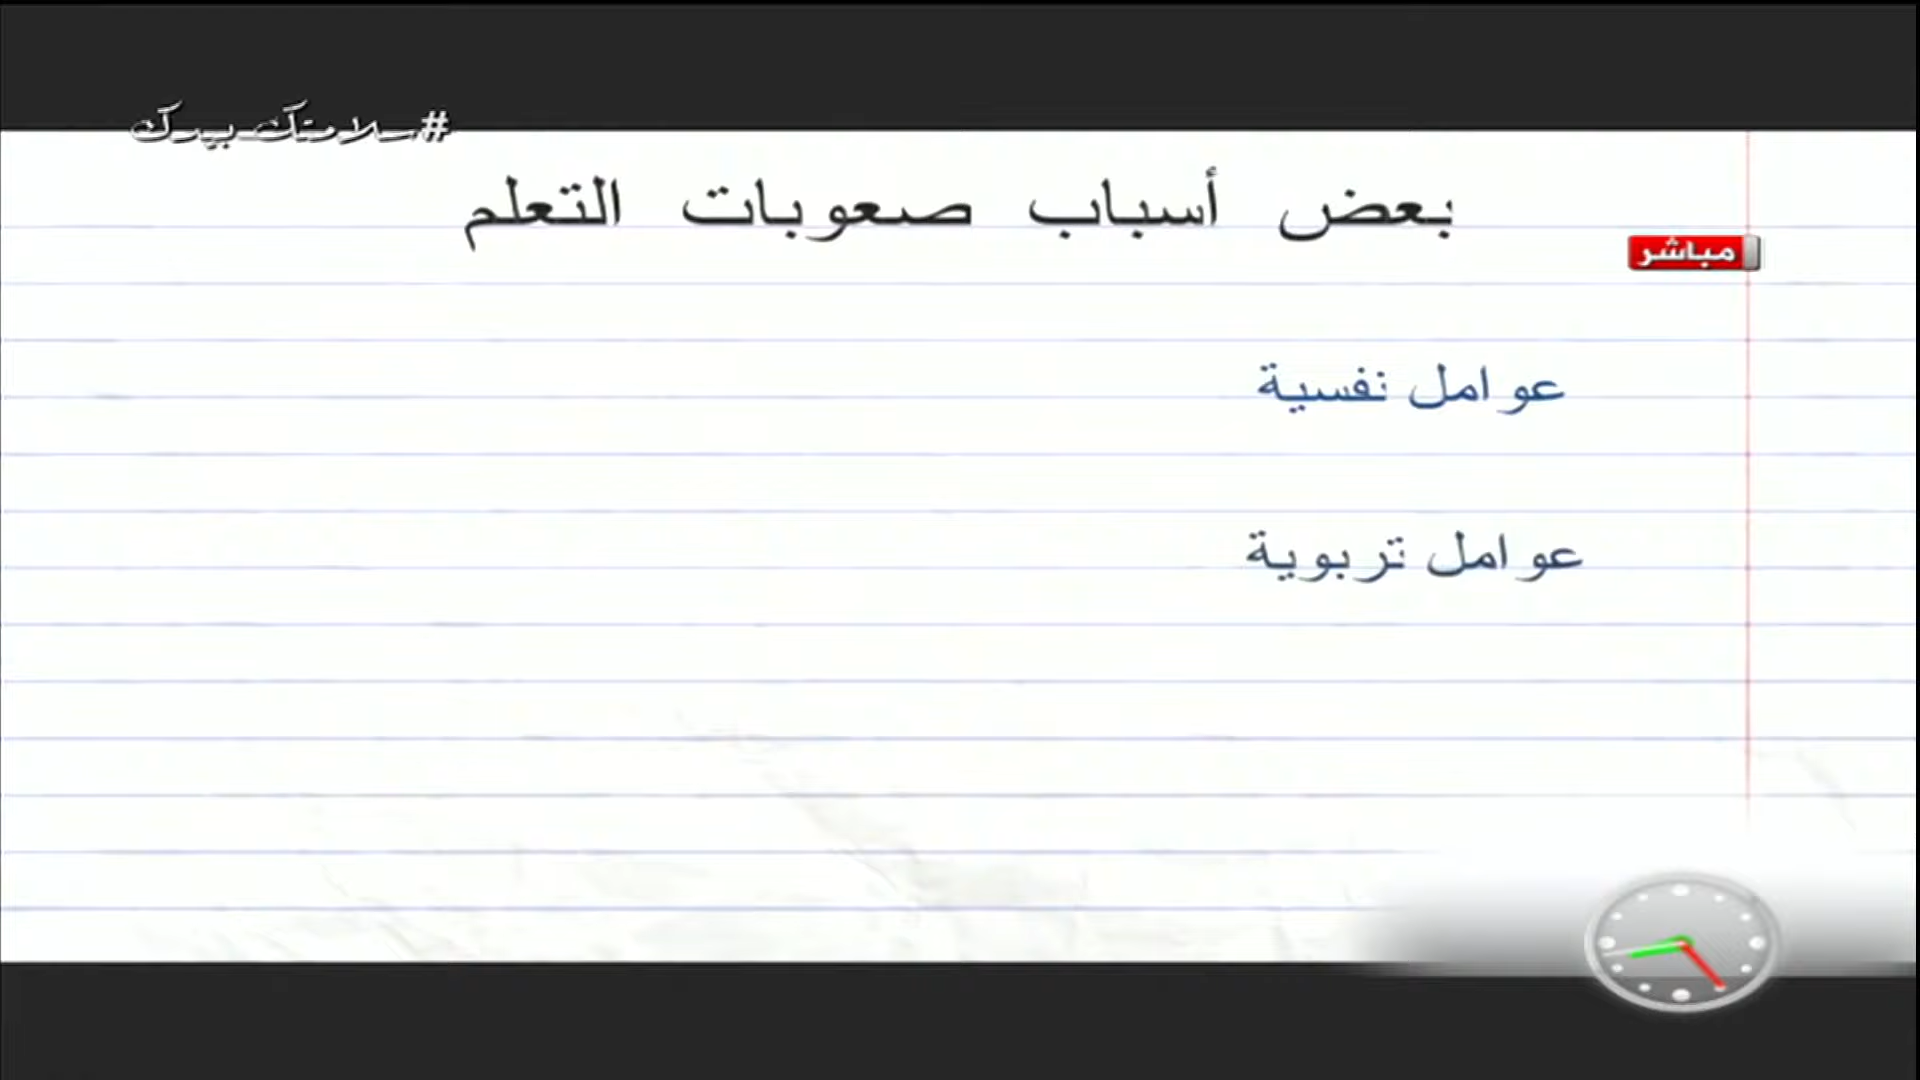 #سلامتك_بيدك
بعض أسباب صعوبات التعلم
مباشر
عوامل نفسية
عوامل تربوية